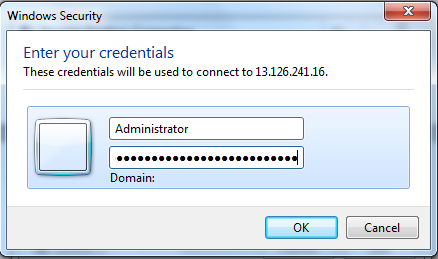 Windows Security
Enter your credentials
These credentials will be used to connect to 13.126.241.16.
Administrator
●●●●●●●●●●●●●●●●●●●●●●●●●●
Domain:
OK Cancel